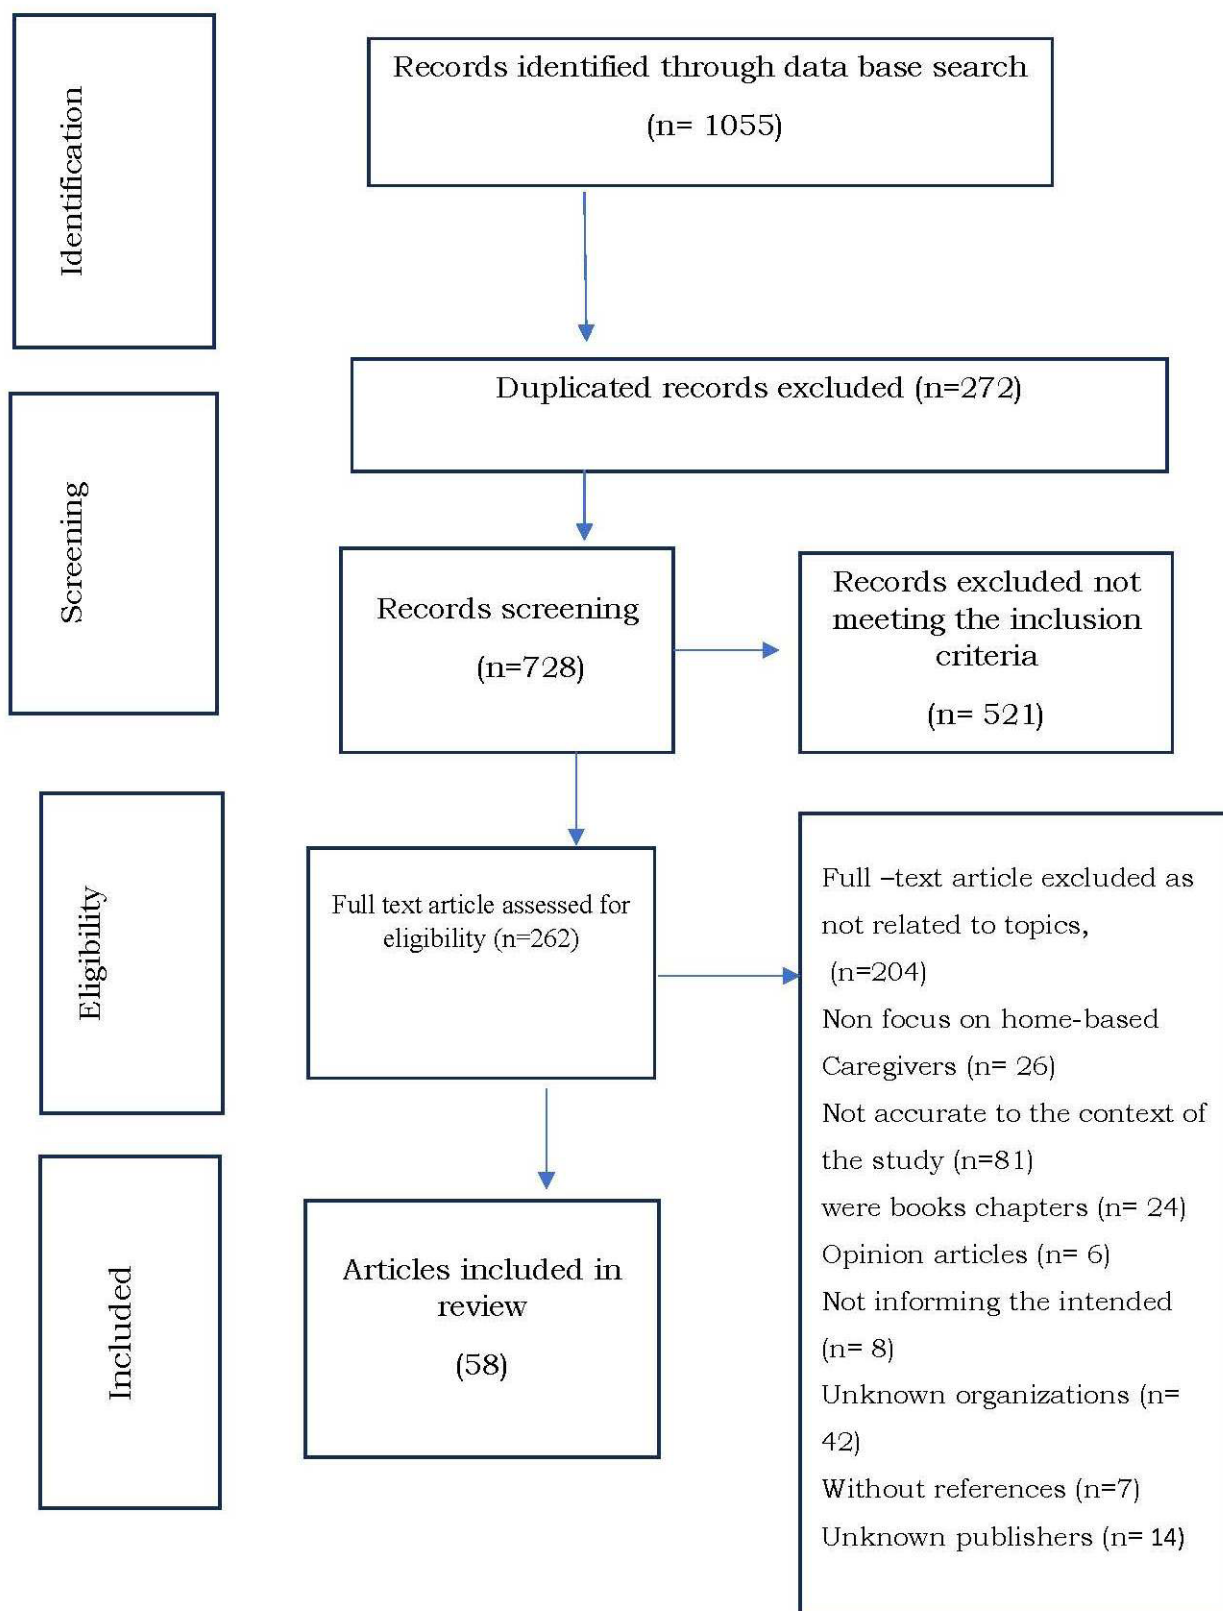 Identification
Records identified through data base search
(n= 1055)
Duplicated records excluded (n=272)
Screening
Records screening
(n=728)
Records excluded not
meeting the inclusion
criteria
(n= 521)
Eligibility
Full text article assessed for
eligibility (n=262)
Full –text article excluded as
not related to topics,
(n=204)
Non focus on home-based
Caregivers (n= 26)
Not accurate to the context of
the study (n=81)
were books chapters (n= 24)
Opinion articles (n= 6)
Not informing the intended
(n= 8)
Unknown organizations (n=
42)
Without references (n=7)
Unknown publishers (n= 14)
Included
Articles included in
review
(58)